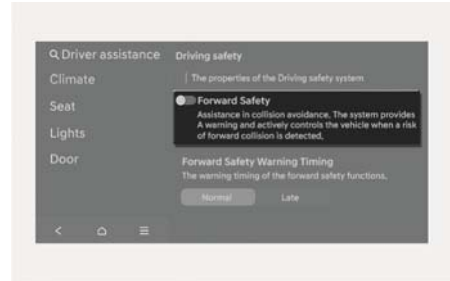 Driver assistance
Climate
Seat
Lights
Door
Driving safety
The properties of the Driving safety system
Forward Safety
Assistance in collision avoidance, The system provides
A warning and actively controls the vehicle when a risk
of forward collision is detected,
Forward Safety Warning Timing
The warning timing of the forward safety functions,
Normal
Late